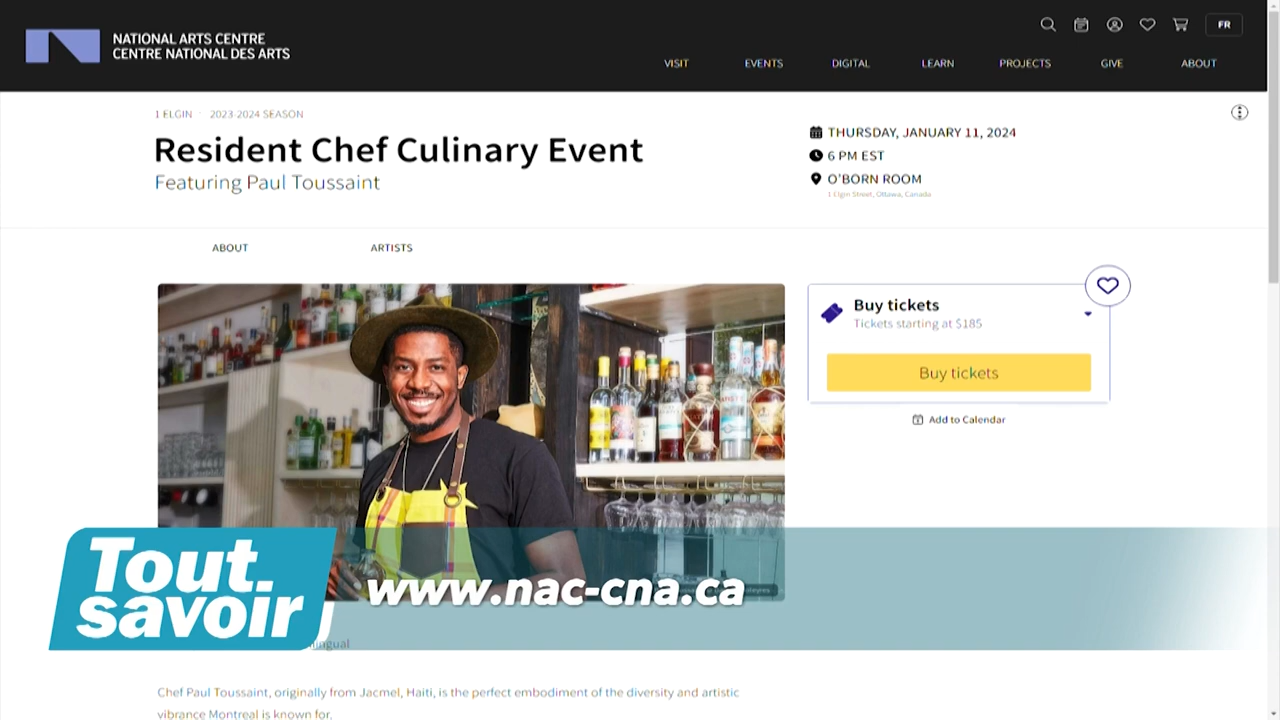 NATIONAL ARTS CENTRE
CENTRE NATIONAL DES ARTS
FR
VISIT EVENTS DIGITAL LEARN PROJECTS GIVE ABOUT
1 ELGIN · 2023-2024 SEASON
Resident Chef Culinary Event
Featuring Paul Toussaint
THURSDAY, JANUARY 11, 2024
6 PM EST
O'BORN ROOM
1 Elgin Street, Ottawa, Canada
ABOUT ARTISTS
Buy tickets
Tickets starting at $185
Buy tickets
Add to Calendar
Tout
savoir
www.nac-cna.ca
Chef Paul Toussaint, originally from Jacmel, Haiti, is the perfect embodiment of the diversity and artistic
vibrance Montreal is known for.